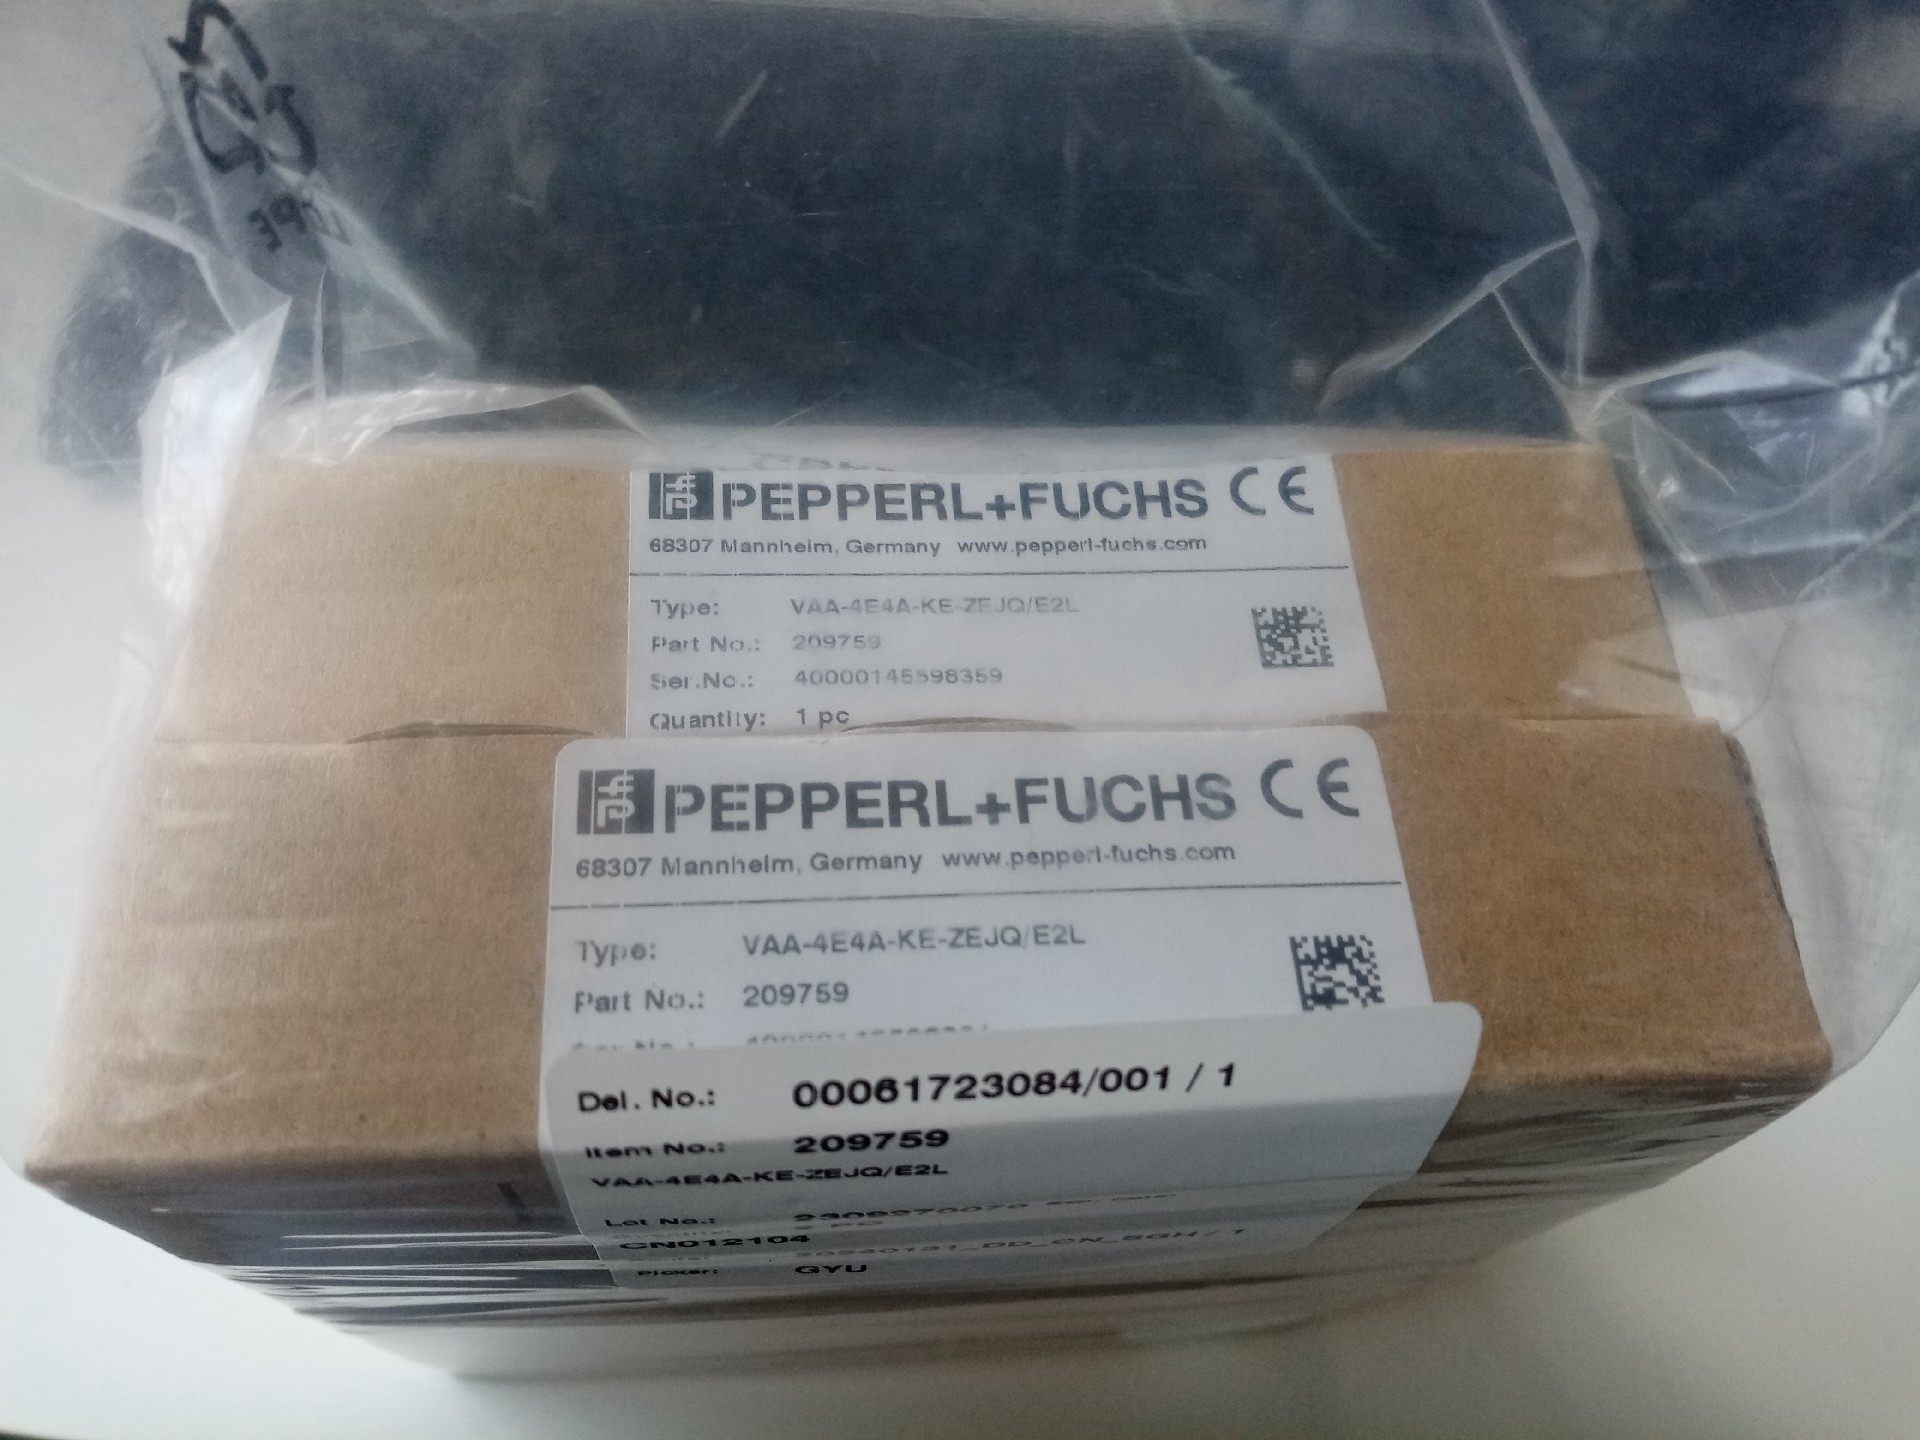 PEPPERL+FUCHS CE
68307 Mannheim, Germany www.pepperl-fuchs.com
Type: VAA-4E4A-KE-ZEJQ/E2L
Part No.: 209759
Ser.No.: 40000145598359
Quantity: 1 pc
PEPPERL+FUCHS CE
68307 Mannheim, Germany www.pepperl-fuchs.com
Type: VAA-4E4A-KE-ZEJQ/E2L
Part No.: 209759
Del. No.: 00061723084/001 / 1
Item No.: 209759
VAA-4E4A-KE-ZEJQ/E2L
Lot No.:
CN012104
Picker: GYU